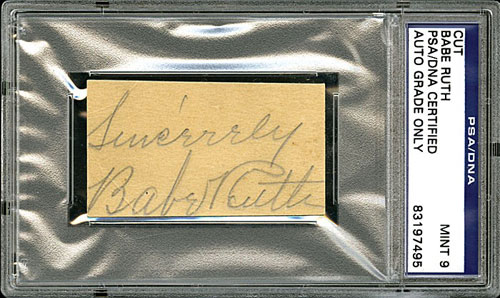 Sincerely
Babe Ruth
CUT
BABE RUTH
PSA/DNA CERTIFIED
AUTO GRADE ONLY
PSA/DNA
MINT 9
83197495